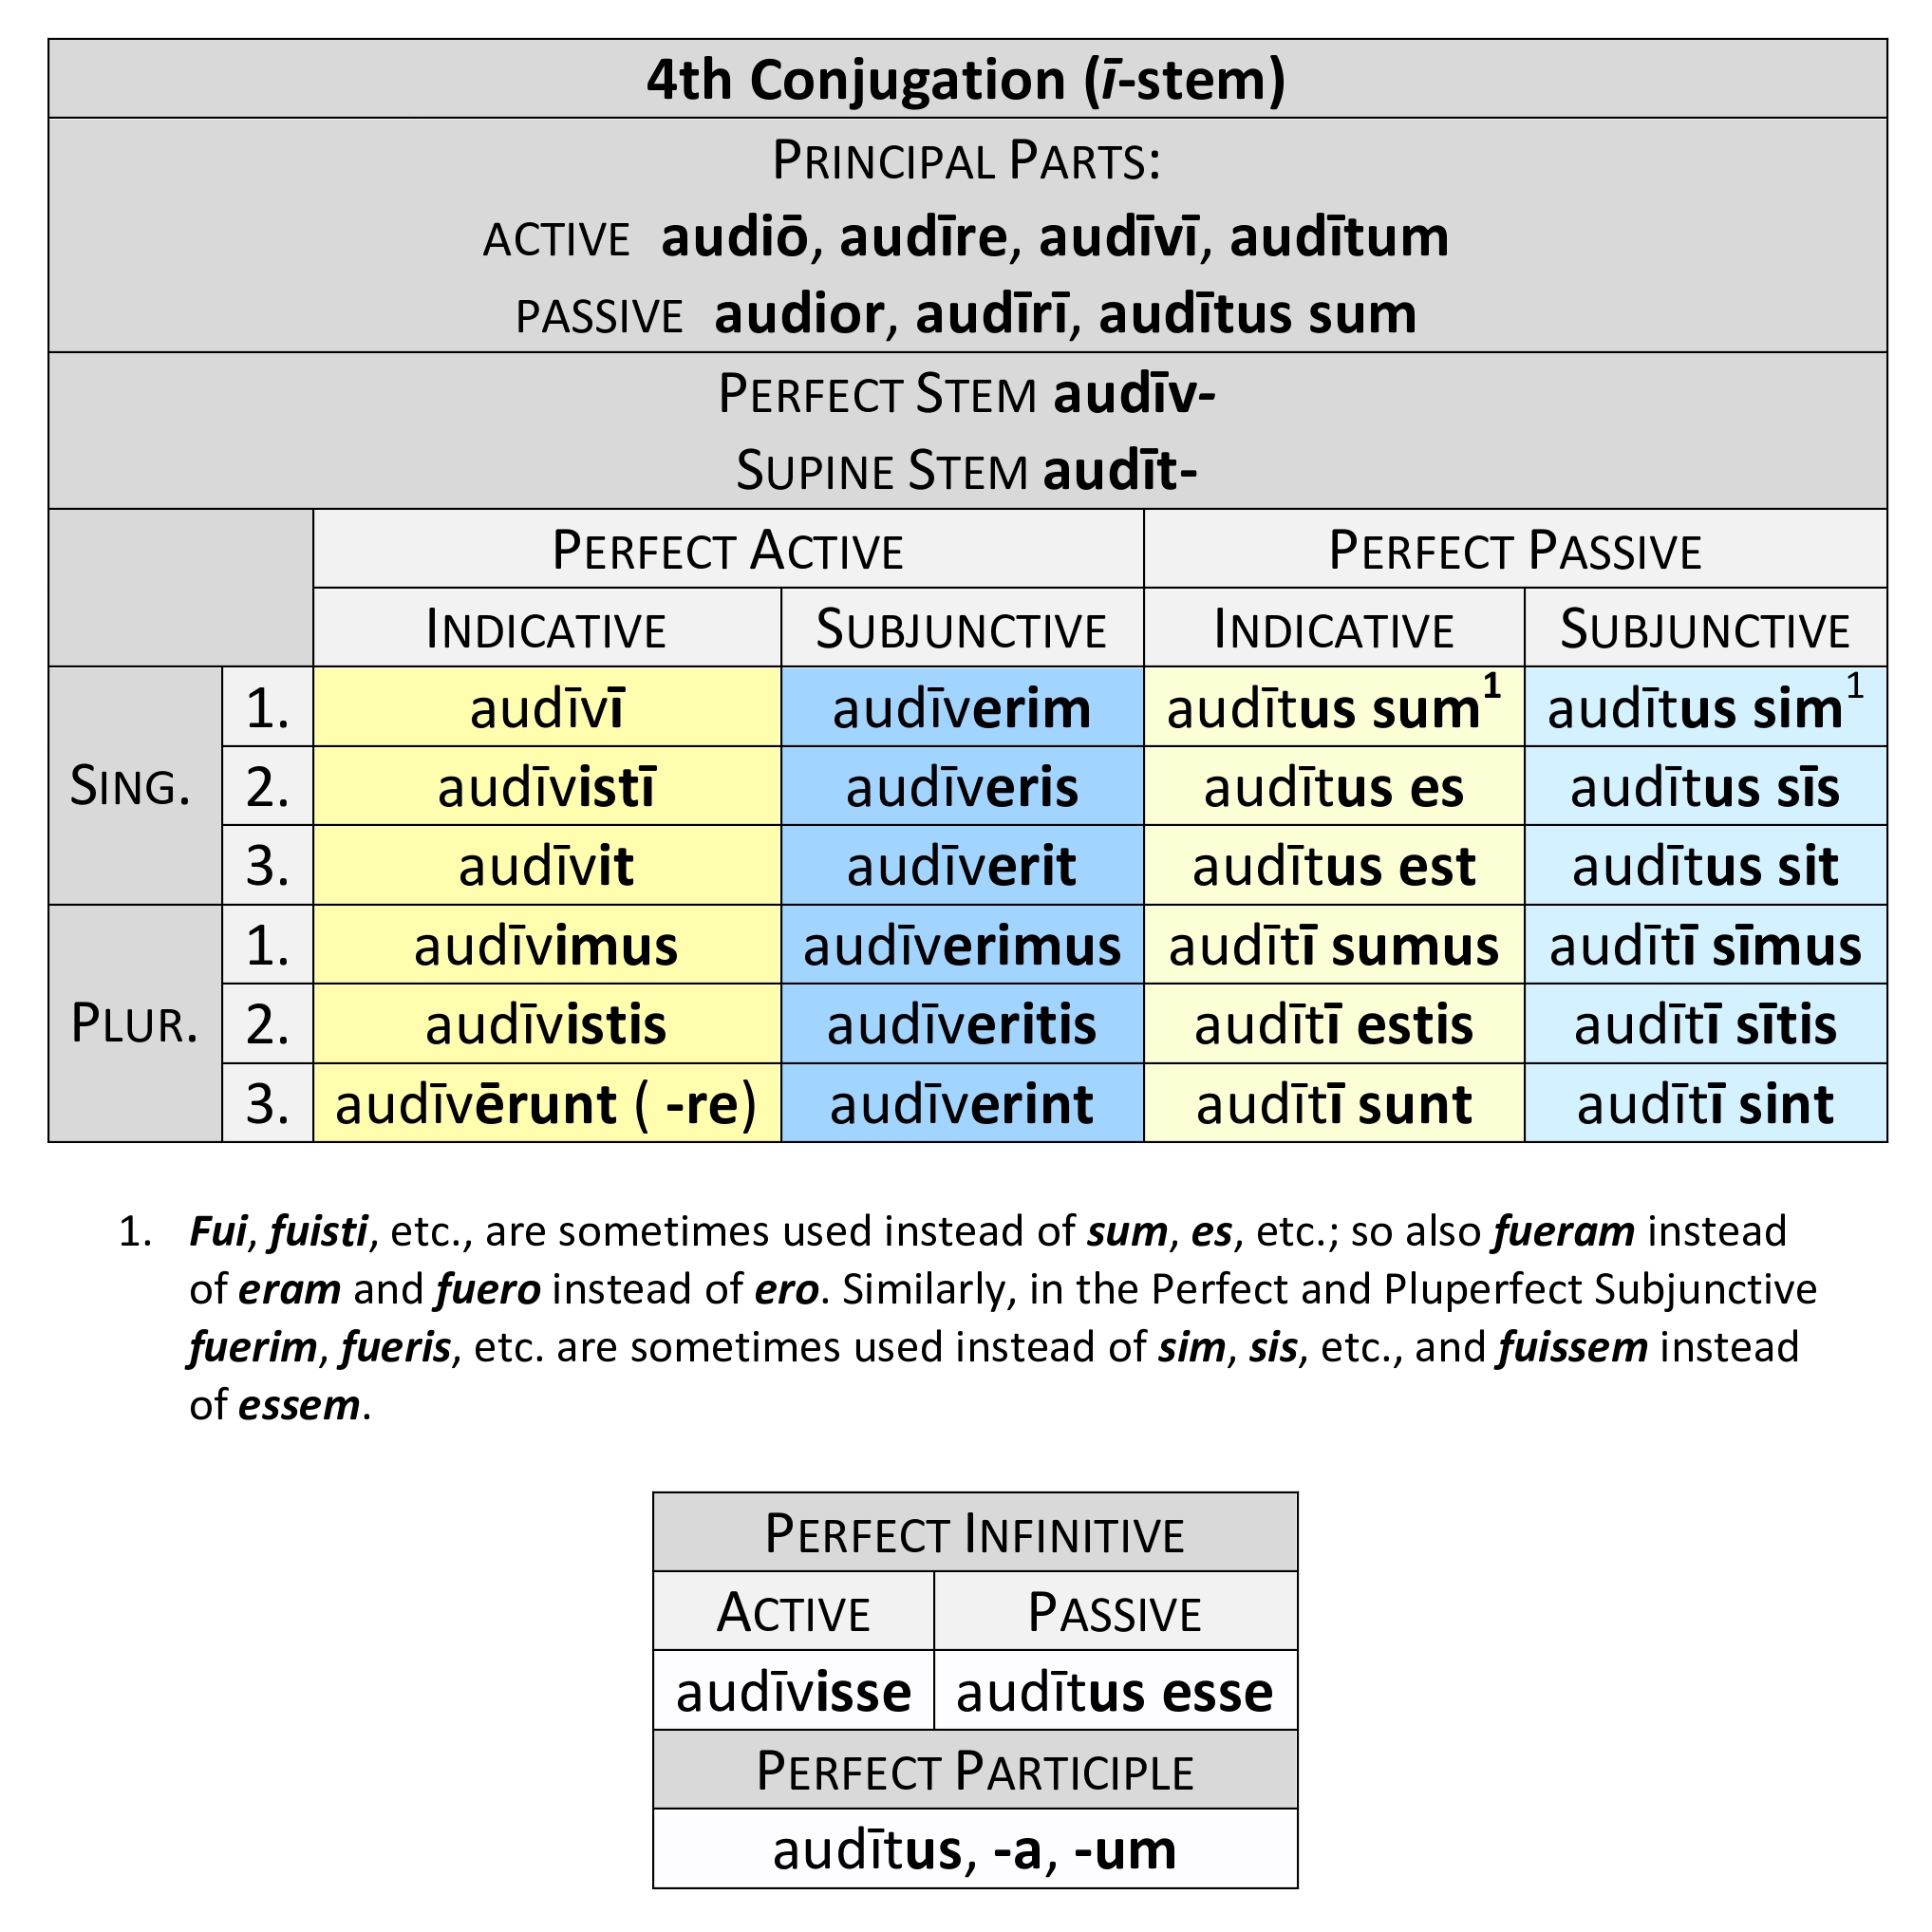 4th Conjugation (ī-stem)
PRINCIPAL PARTS:
ACTIVE audiō, audīre, audīvī, audītum
PASSIVE audior, audīrī, audītus sum
PERFECT STEM audīv-
SUPINE STEM audīt-
PERFECT ACTIVE PERFECT PASSIVE
INDICATIVE SUBJUNCTIVE INDICATIVE SUBJUNCTIVE
SING.
1. audīvī audīverim audītus sum¹ audītus sim¹
2. audīvistī audīveris audītus es audītus sīs
3. audīvit audīverit audītus est audītus sit
PLUR.
1. audīvimus audīverimus audītī sumus audītī sīmus
2. audīvistis audīveritis audītī estis audītī sītis
3. audīvērunt ( -re) audīverint audītī sunt audītī sint
1. Fui, fuisti, etc., are sometimes used instead of sum, es, etc.; so also fueram instead
of eram and fuero instead of ero. Similarly, in the Perfect and Pluperfect Subjunctive
fuerim, fueris, etc. are sometimes used instead of sim, sis, etc., and fuissem instead
of essem.
PERFECT INFINITIVE
ACTIVE PASSIVE
audīvisse audītus esse
PERFECT PARTICIPLE
audītus, -a, -um